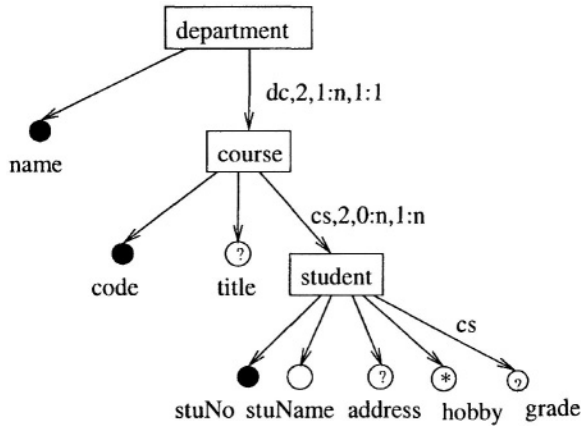 department
dc,2,1:n,1:1
name
course
cs,2,0:n,1:n
?
code
title
student
cs
? * ?
stuNo stuName address hobby grade